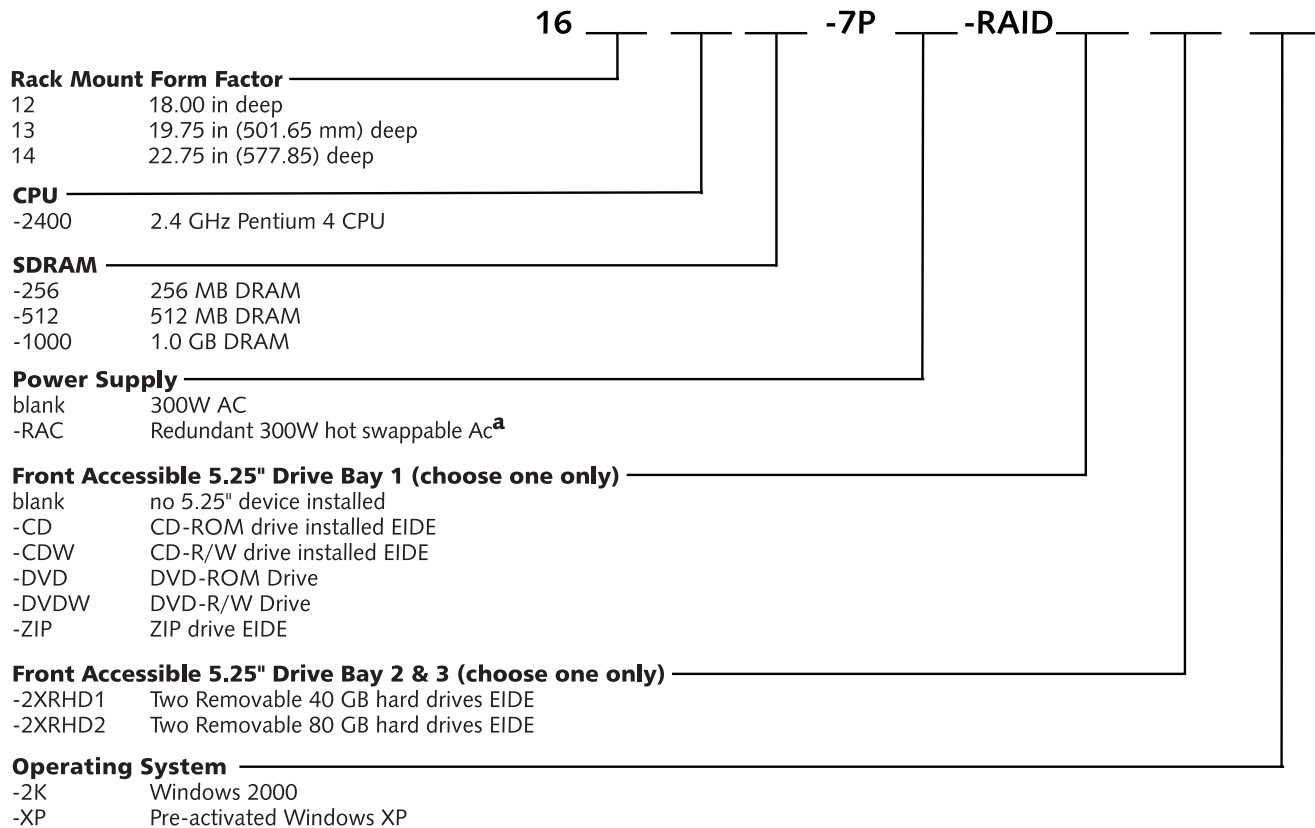 16 ___ ___ ___ -7P ___ -RAID___ ___ ___
Rack Mount Form Factor
12 18.00 in deep
13 19.75 in (501.65 mm) deep
14 22.75 in (577.85) deep
CPU
-2400 2.4 GHz Pentium 4 CPU
SDRAM
-256 256 MB DRAM
-512 512 MB DRAM
-1000 1.0 GB DRAM
Power Supply
blank 300W AC
-RAC Redundant 300W hot swappable Ac a
Front Accessible 5.25" Drive Bay 1 (choose one only)
blank no 5.25" device installed
-CD CD-ROM drive installed EIDE
-CDW CD-R/W drive installed EIDE
-DVD DVD-ROM Drive
-DVDW DVD-R/W Drive
-ZIP ZIP drive EIDE
Front Accessible 5.25" Drive Bay 2 & 3 (choose one only)
-2XRHD1 Two Removable 40 GB hard drives EIDE
-2XRHD2 Two Removable 80 GB hard drives EIDE
Operating System
-2K Windows 2000
-XP Pre-activated Windows XP